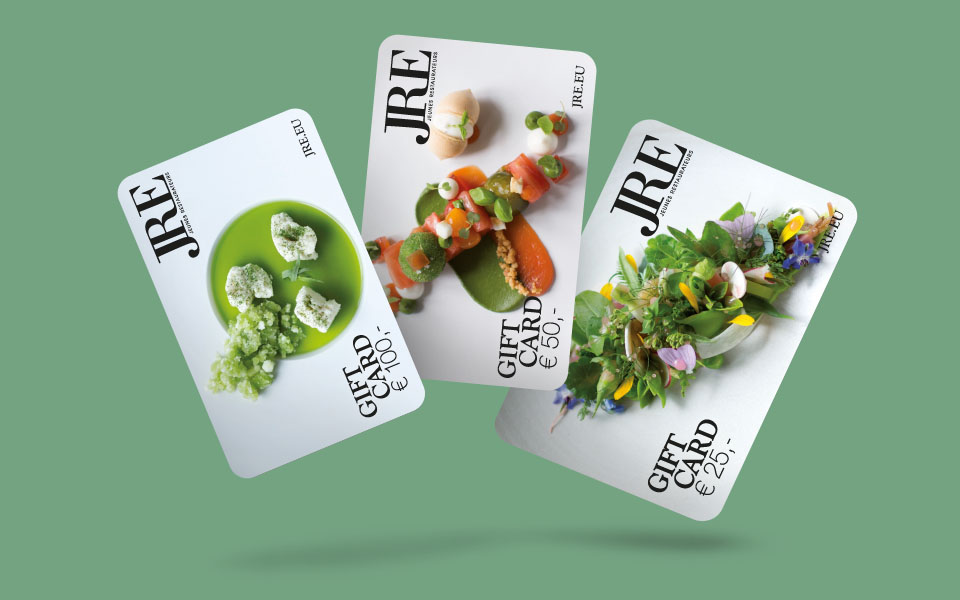 JRE
JEUNES RESTAURATEURS
JRE.EU
GIFT
CARD
€ 100,-
JRE
JEUNES RESTAURATEURS
JRE.EU
GIFT
CARD
€ 50,-
JRE
JEUNES RESTAURATEURS
JRE.EU
GIFT
CARD
€ 25,-